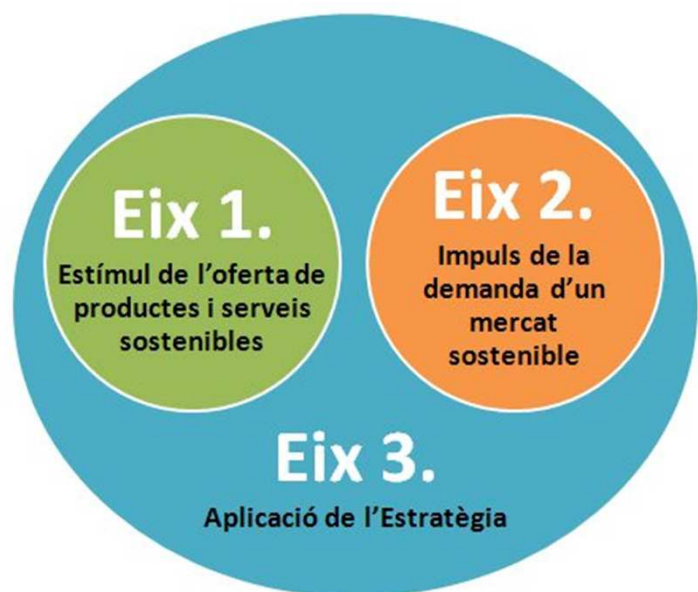 Eix 1.
Estímul de l'oferta de
productes i serveis
sostenibles
Eix 2.
Impuls de la
demanda d'un
mercat
sostenible
Eix 3.
Aplicació de l'Estratègia